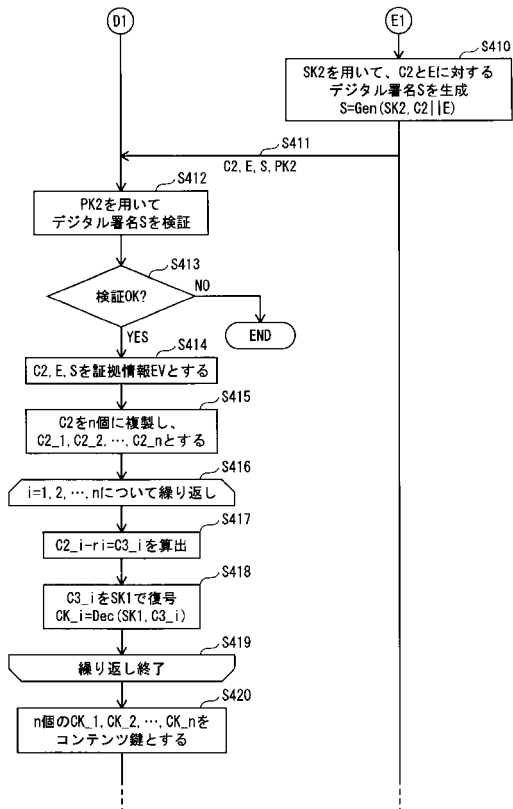 D1
E1
S410
SK2を用いて、C2とEに対する
デジタル署名Sを生成
S=Gen(SK2,C2||E)
S411
C2,E,S,PK2
S412
PK2を用いて
デジタル署名Sを検証
S413
検証OK?
NO
END
YES
S414
C2,E,Sを証拠情報EVとする
S415
C2をn個に複製し、
C2_1,C2_2,…,C2_nとする
S416
i=1,2,…,nについて繰り返し
S417
C2_i-ri=C3_iを算出
S418
C3_iをSK1で復号
CK_i=Dec(SK1,C3_i)
S419
繰り返し終了
S420
n個のCK_1,CK_2,…,CK_nを
コンテンツ鍵とする